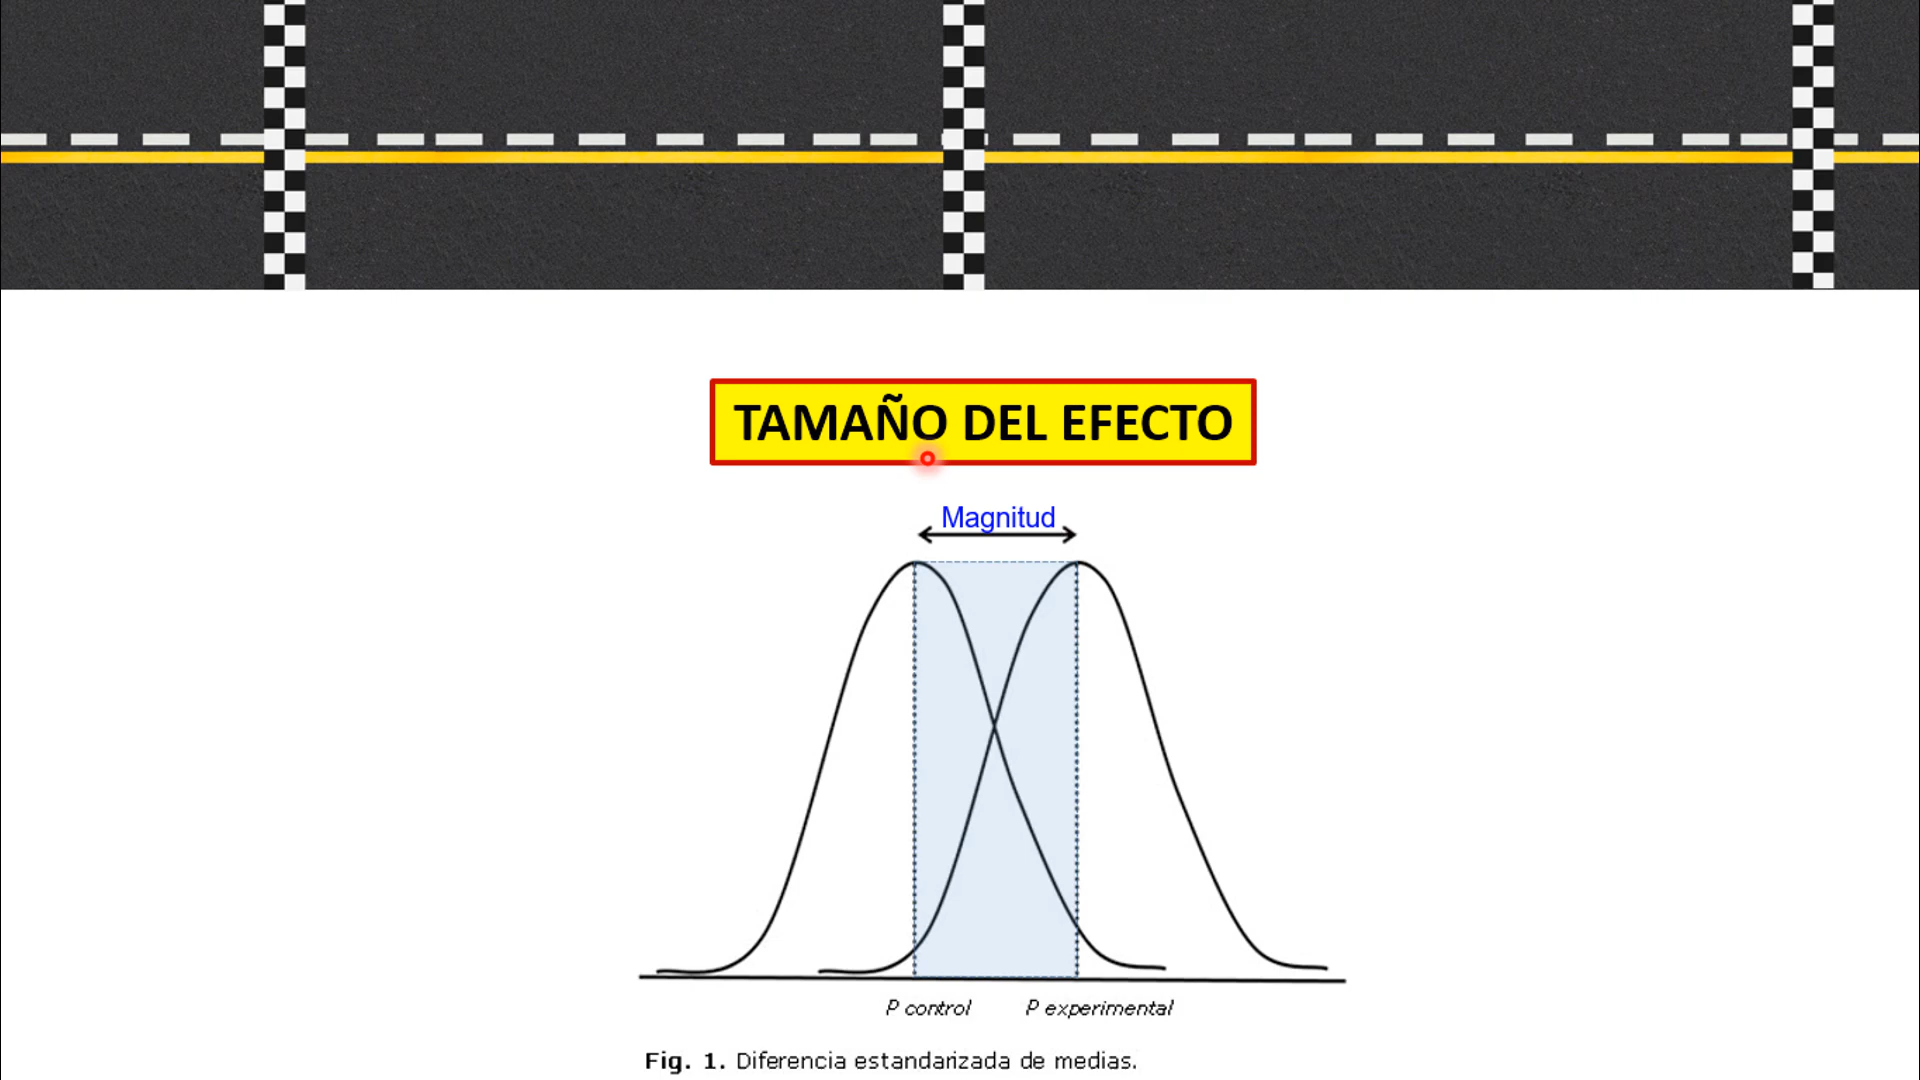 TAMAÑO DEL EFECTO
Magnitud
P control P experimental
Fig. 1. Diferencia estandarizada de medias.